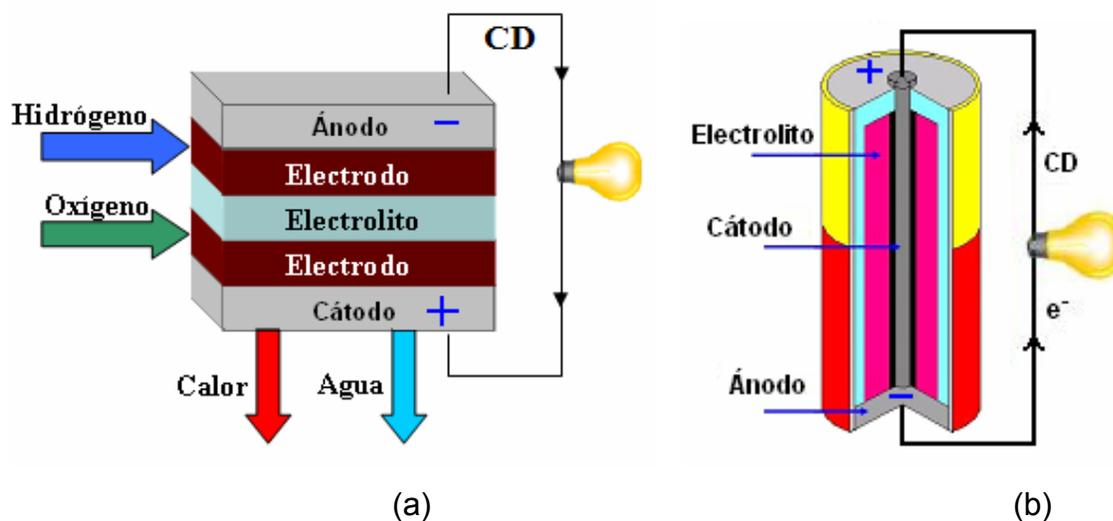 CD
Hidrógeno
Ánodo −
Electrodo
Oxígeno
Electrolito
Electrodo
Cátodo +
Calor
Agua
(a)
+
Electrolito
CD
Cátodo
e-
Ánodo
−
(b)